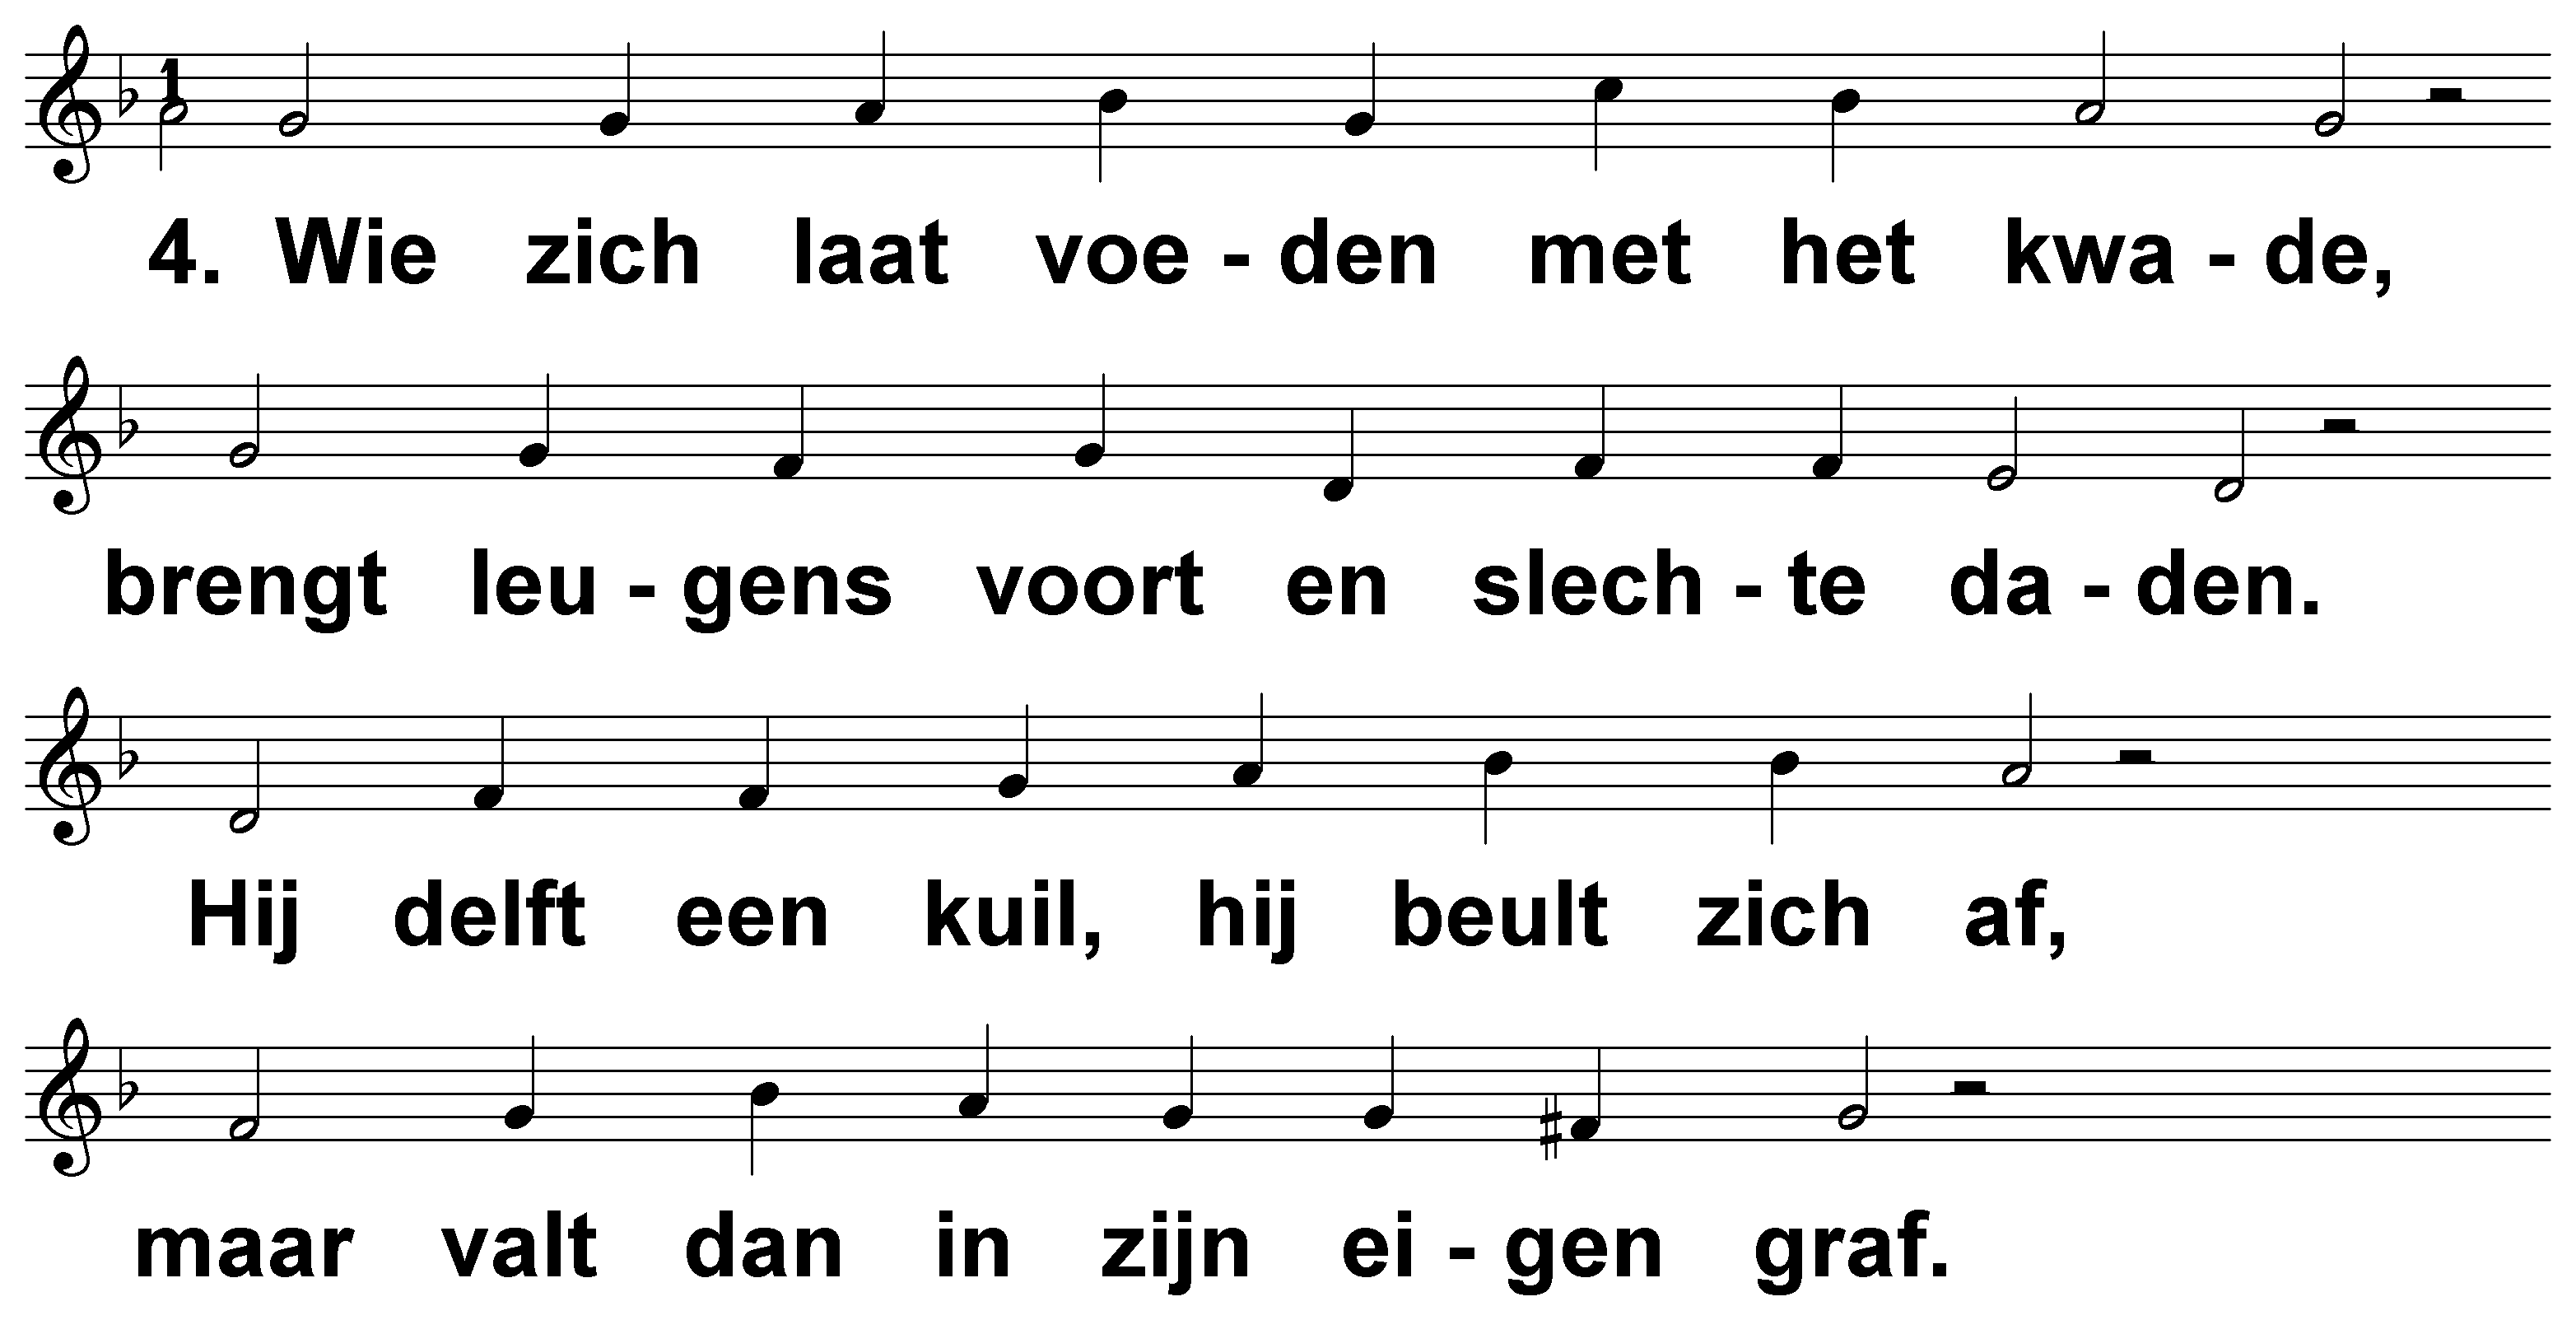 1
4. Wie zich laat voe - den met het kwa - de,
brengt leu - gens voort en slech - te da - den.
Hij delft een kuil, hij beult zich af,
maar valt dan in zijn ei - gen graf.